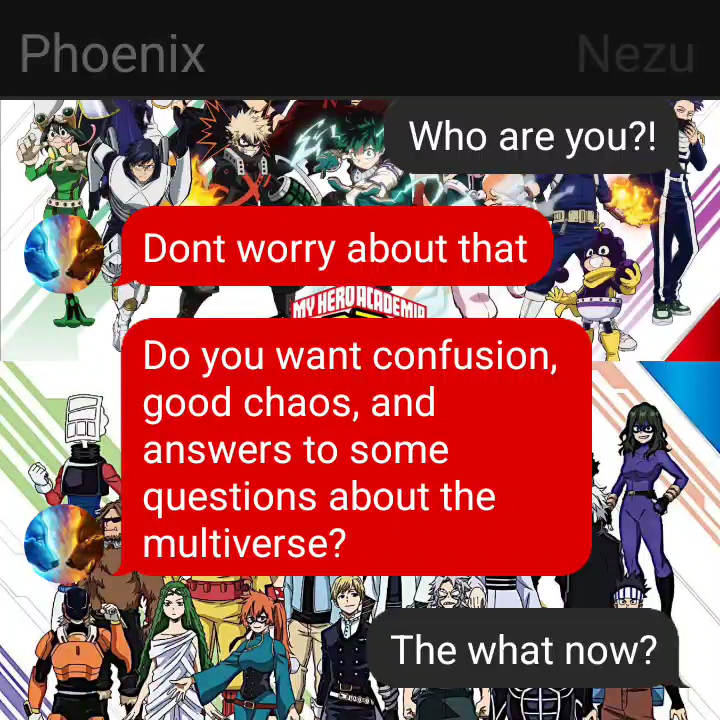 Phoenix
Nezu
Who are you?!
Dont worry about that
MY HERO ACADEMIA
Do you want confusion,
good chaos, and
answers to some
questions about the
multiverse?
The what now?